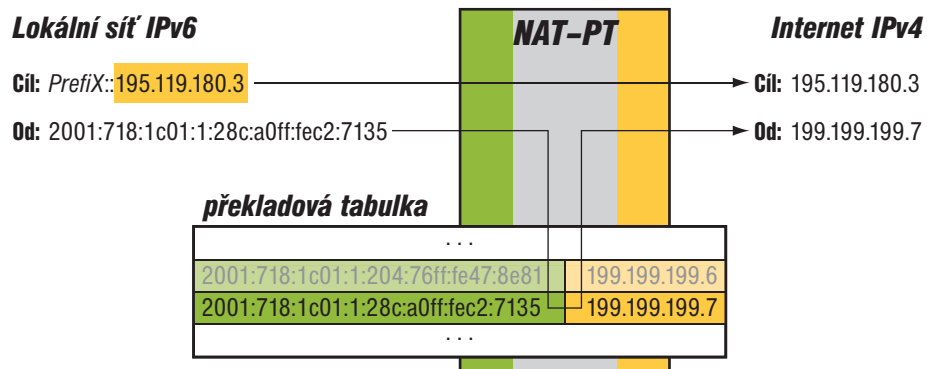 Lokální síť IPv6 NAT–PT Internet IPv4
Cíl: PrefiX::195.119.180.3 Cíl: 195.119.180.3
Od: 2001:718:1c01:1:28c:a0ff:fec2:7135 Od: 199.199.199.7
překladová tabulka
...
2001:718:1c01:1:204:76ff:fe47:8e81 199.199.199.6
2001:718:1c01:1:28c:a0ff:fec2:7135 199.199.199.7
...